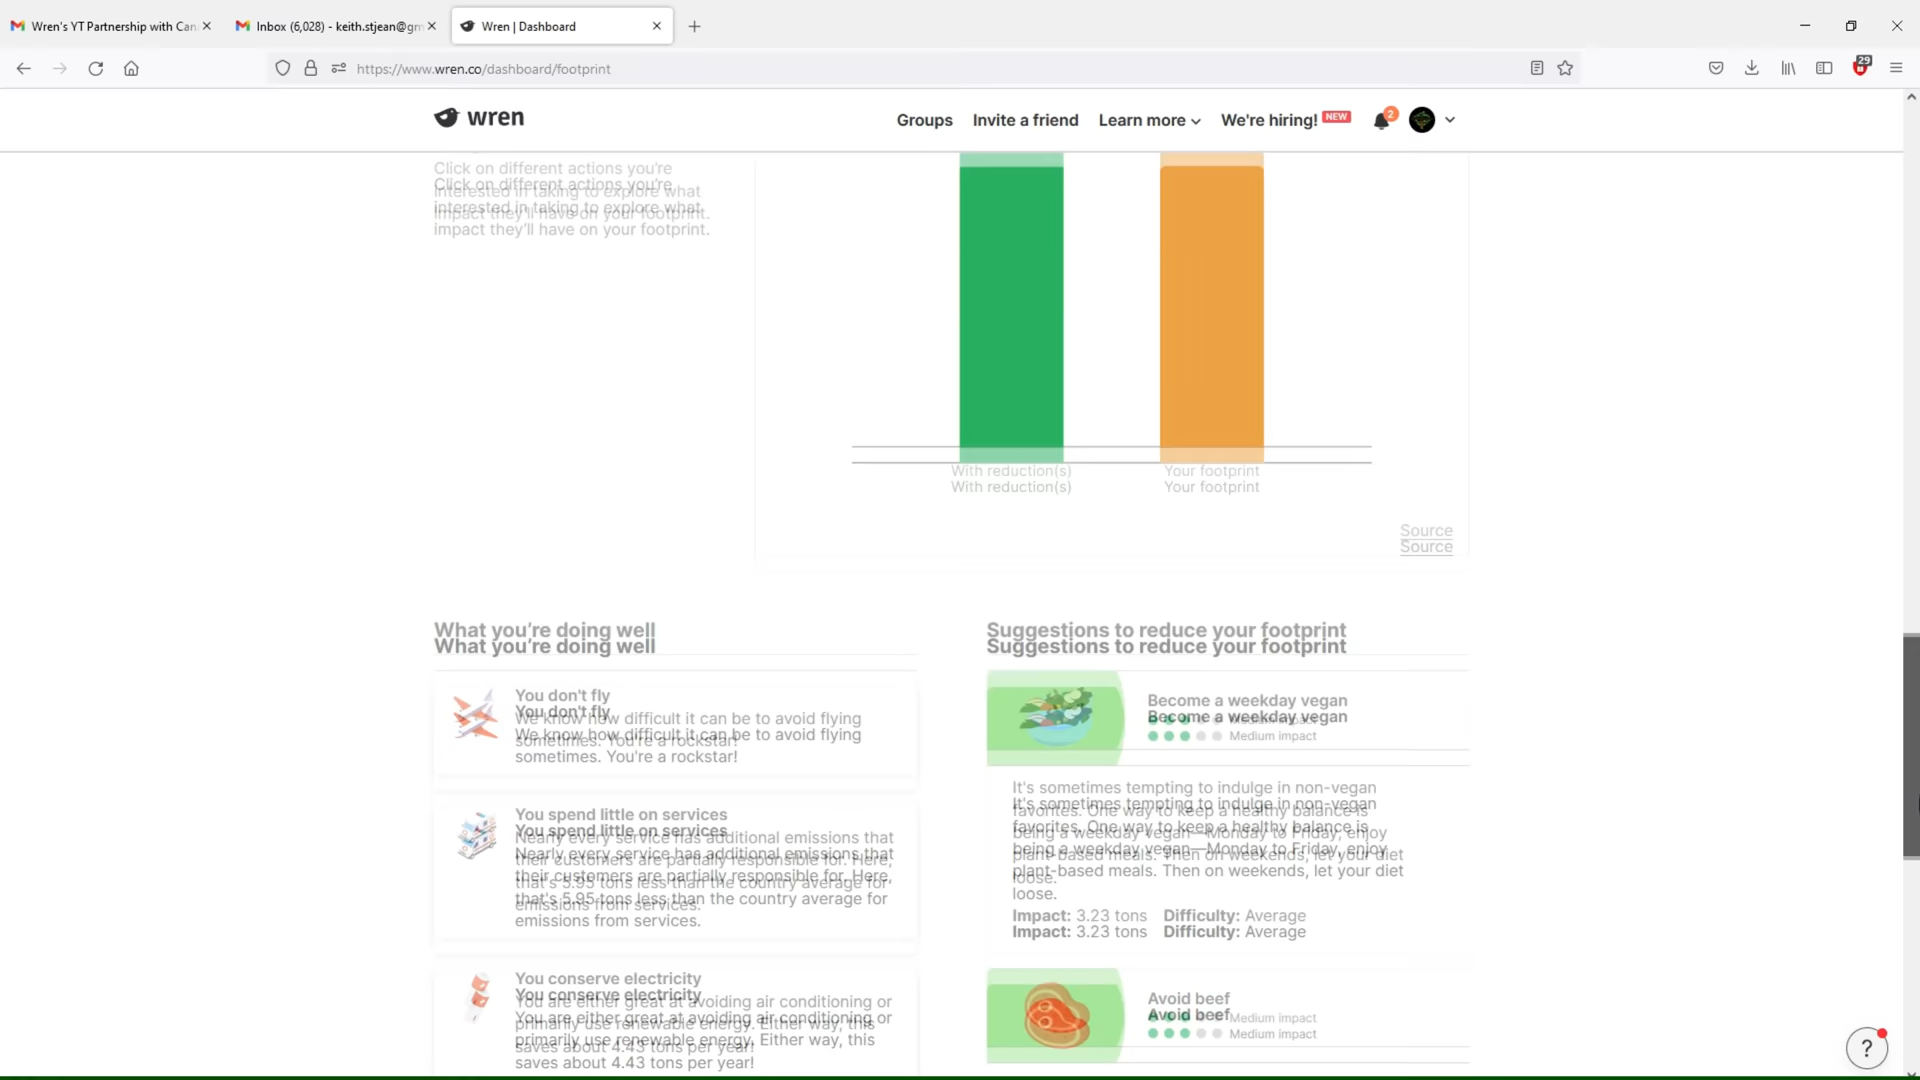 Wren's YT Partnership with Can
Inbox (6,028) - keith.stjean@gm
Wren | Dashboard
https://www.wren.co/dashboard/footprint
29
wren
Groups
Invite a friend
Learn more
We're hiring! NEW
2
Click on different actions you're
interested in taking to explore what
impact they'll have on your footprint.
With reduction(s)
Your footprint
Source
What you're doing well
You don't fly
We know how difficult it can be to avoid flying
sometimes. You're a rockstar!
You spend little on services
Nearly every service has additional emissions that
their customers are partially responsible for. Here,
that's 5.95 tons less than the country average for
emissions from services.
You conserve electricity
You are either great at avoiding air conditioning or
primarily use renewable energy. Either way, this
saves about 4.43 tons per year!
Suggestions to reduce your footprint
Become a weekday vegan
Medium impact
It's sometimes tempting to indulge in non-vegan
favorites. One way to keep a healthy balance is
being a weekday vegan—Monday to Friday, enjoy
plant-based meals. Then on weekends, let your diet
loose.
Impact: 3.23 tons Difficulty: Average
Avoid beef
Medium impact
?